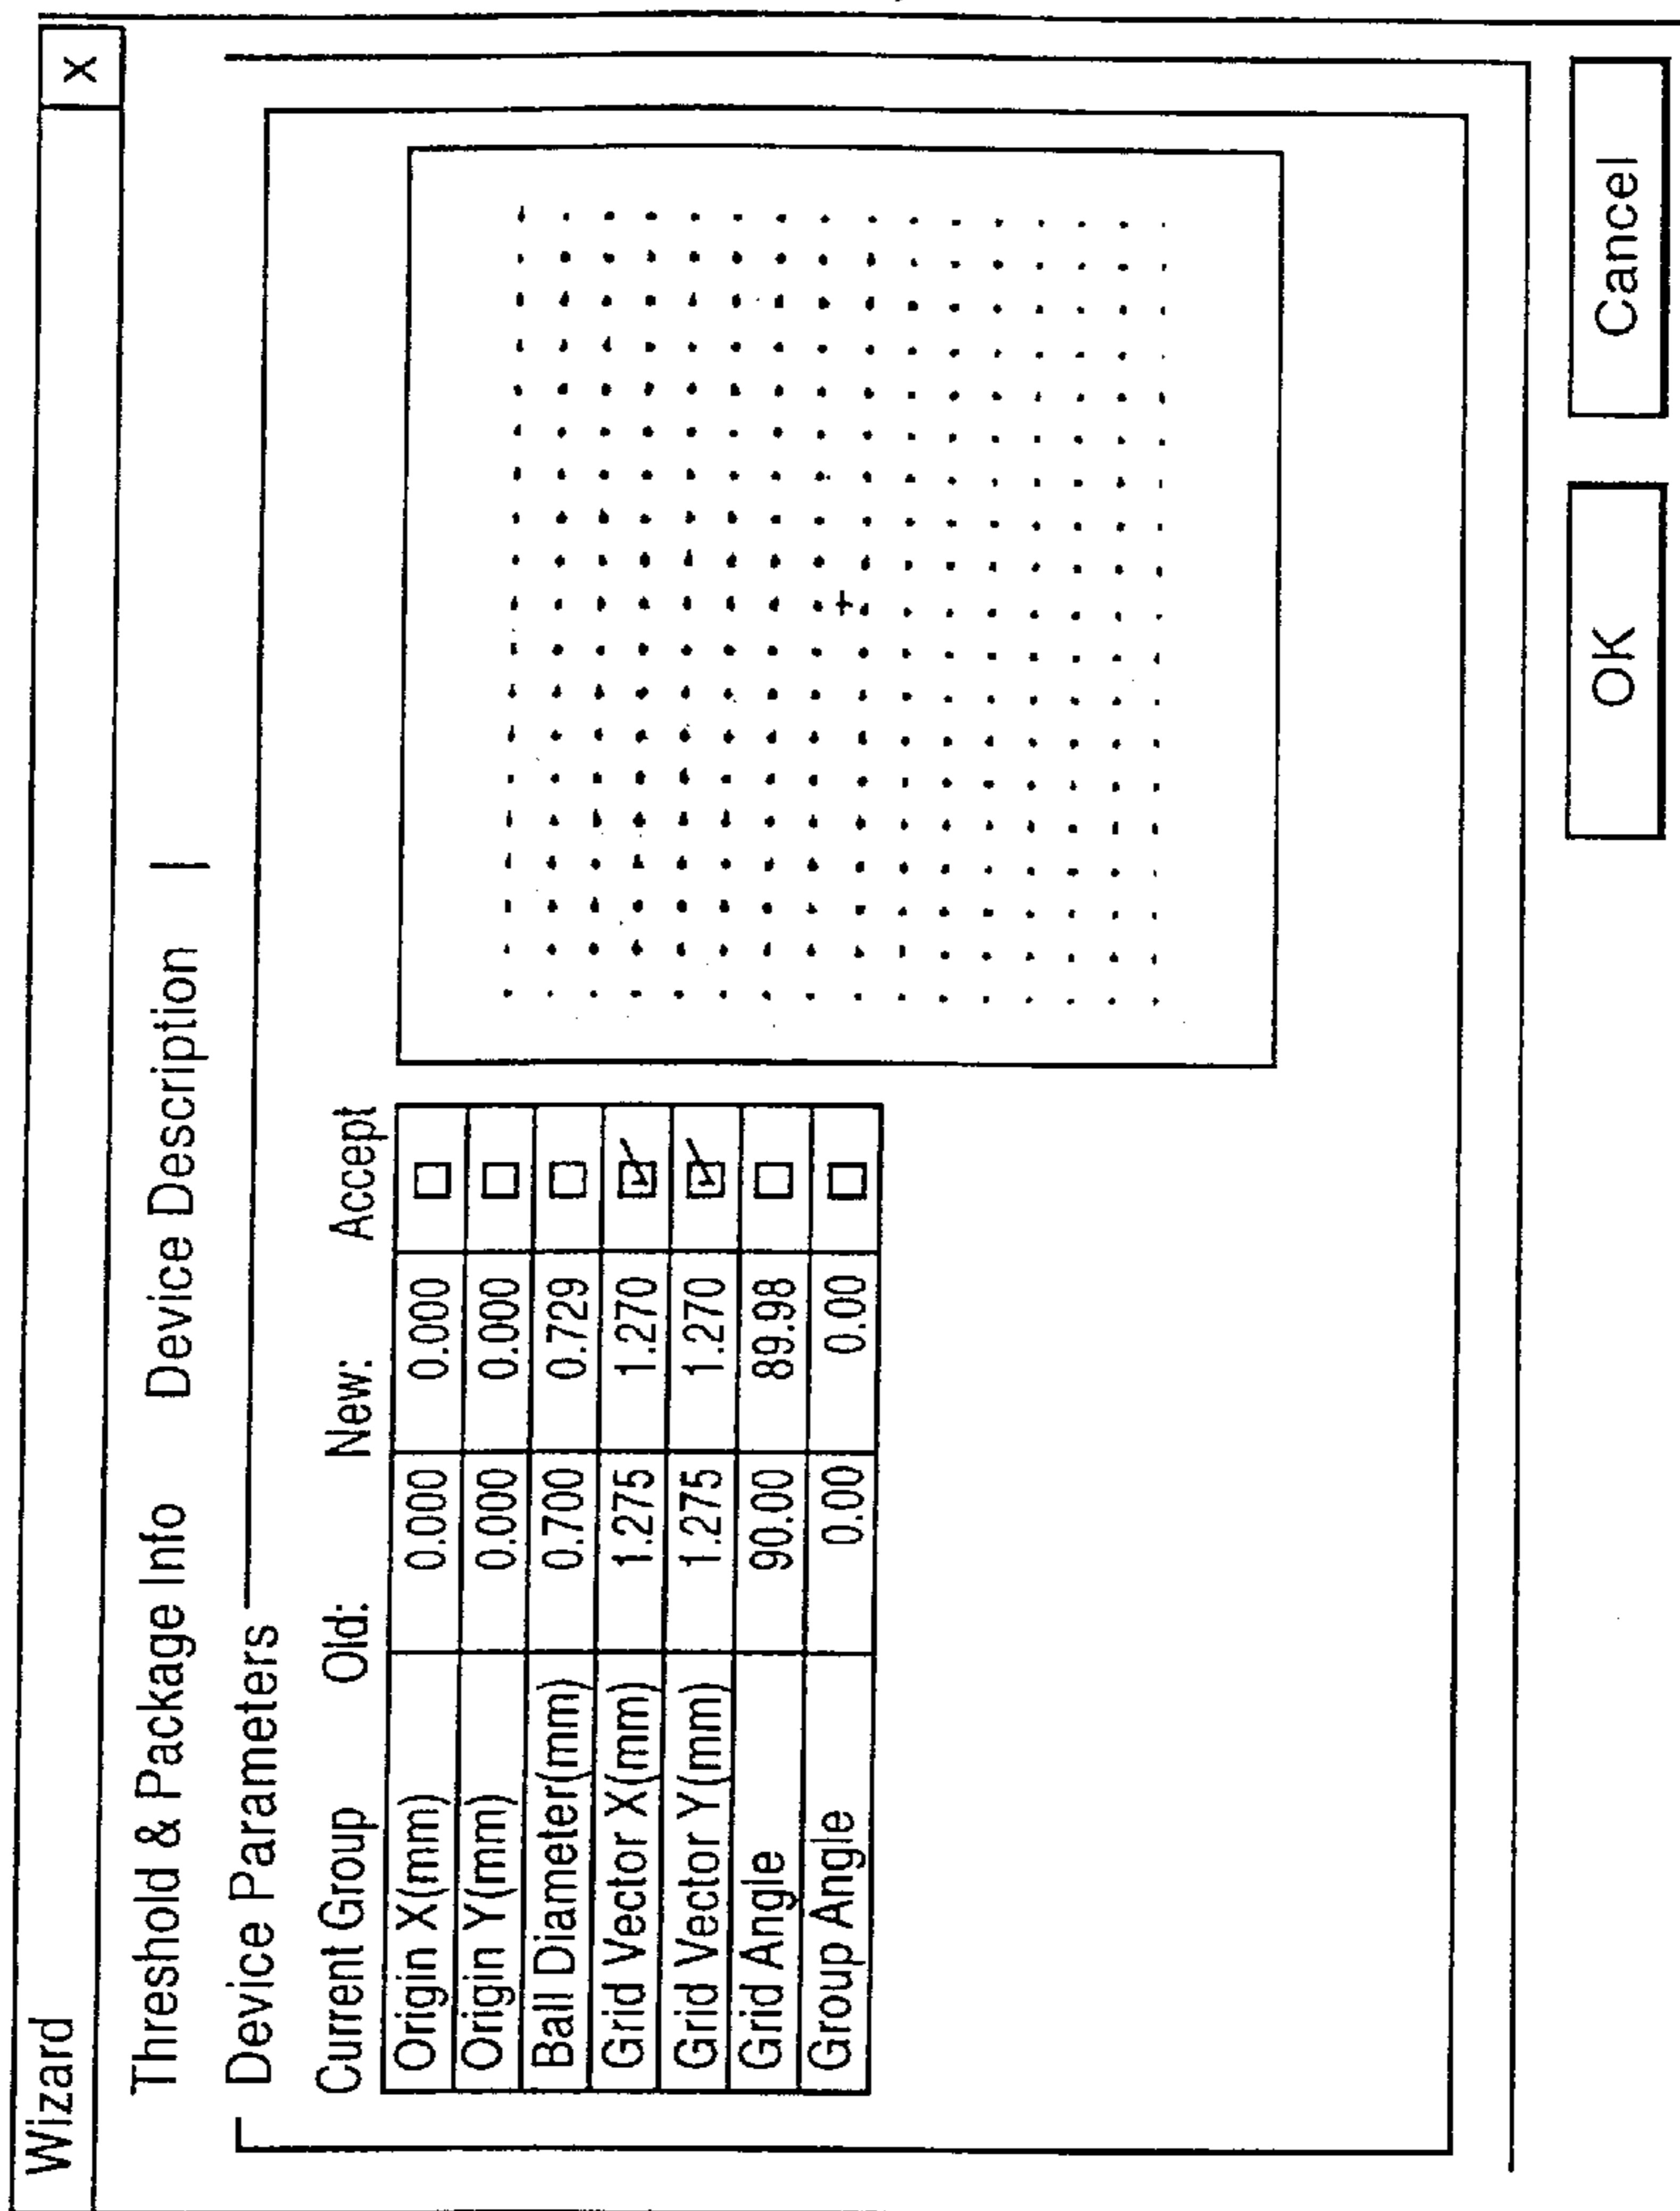 Wizard X
Threshold & Package Info Device Description
Device Parameters
Current Group Old: New: Accept
Origin X(mm) 0.000 0.000
Origin Y(mm) 0.000 0.000
Ball Diameter(mm) 0.700 0.729
Grid Vector X(mm) 1.275 1.270
Grid Vector Y(mm) 1.275 1.270
Grid Angle 90.00 89.98
Group Angle 0.00 0.00
OK Cancel